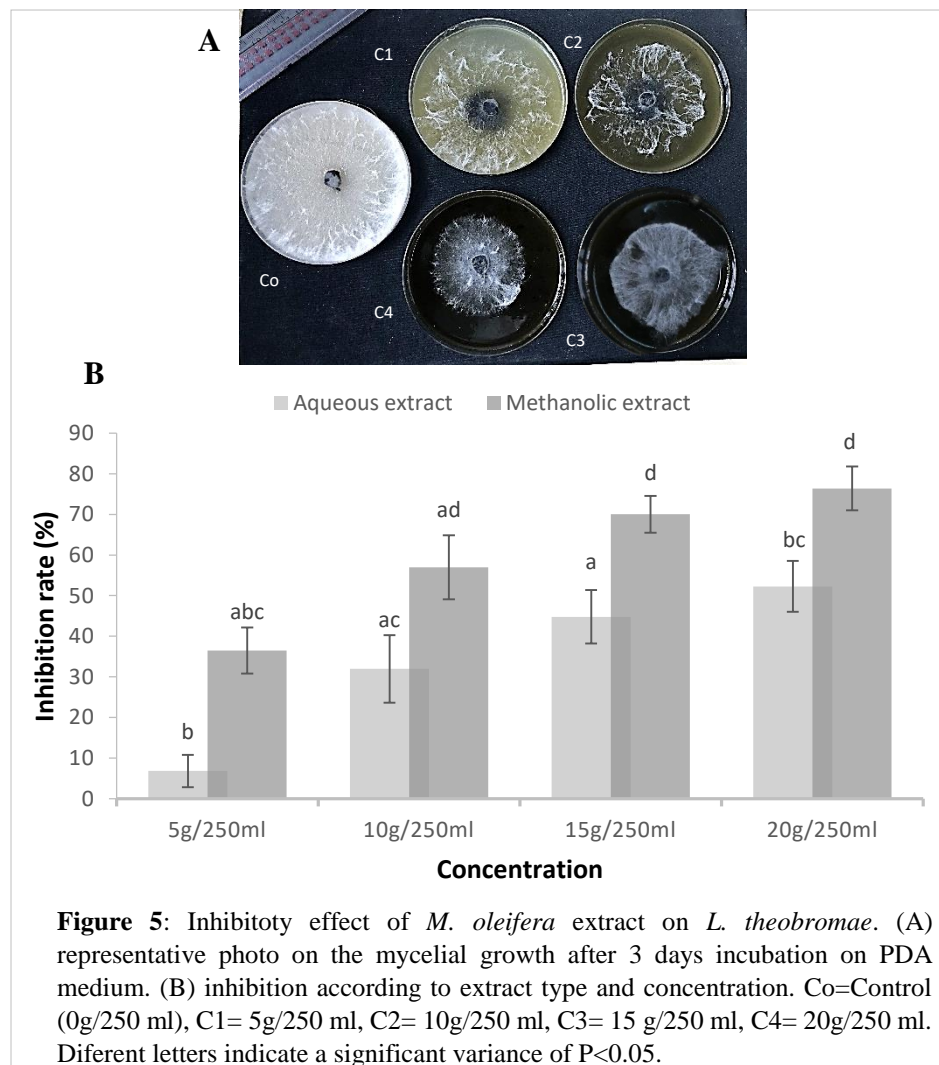 A
C1
C2
Co
C4
C3
B
Aqueous extract Methanolic extract
90
80
70
60
50
40
30
20
10
0
Inhibition rate (%)
b
abc
ac
ad
a
d
bc
d
5g/250ml 10g/250ml 15g/250ml 20g/250ml
Concentration
Figure 5: Inhibitoty effect of M. oleifera extract on L. theobromae. (A)
representative photo on the mycelial growth after 3 days incubation on PDA
medium. (B) inhibition according to extract type and concentration. Co=Control
(0g/250 ml), C1= 5g/250 ml, C2= 10g/250 ml, C3= 15 g/250 ml, C4= 20g/250 ml.
Diferent letters indicate a significant variance of P<0.05.